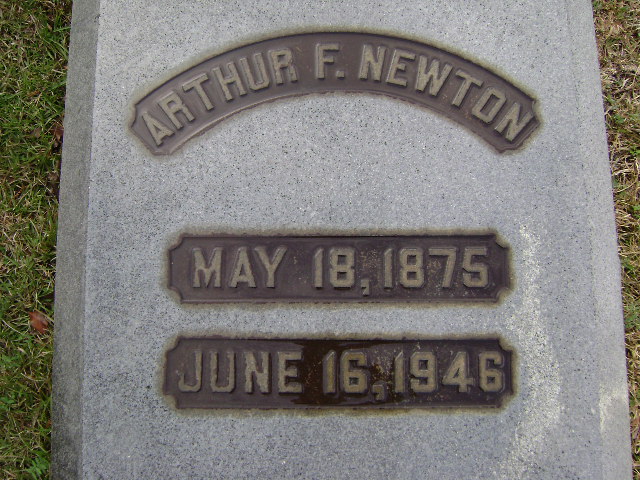 ARTHUR F. NEWTON
MAY 18, 1875
JUNE 16, 1946